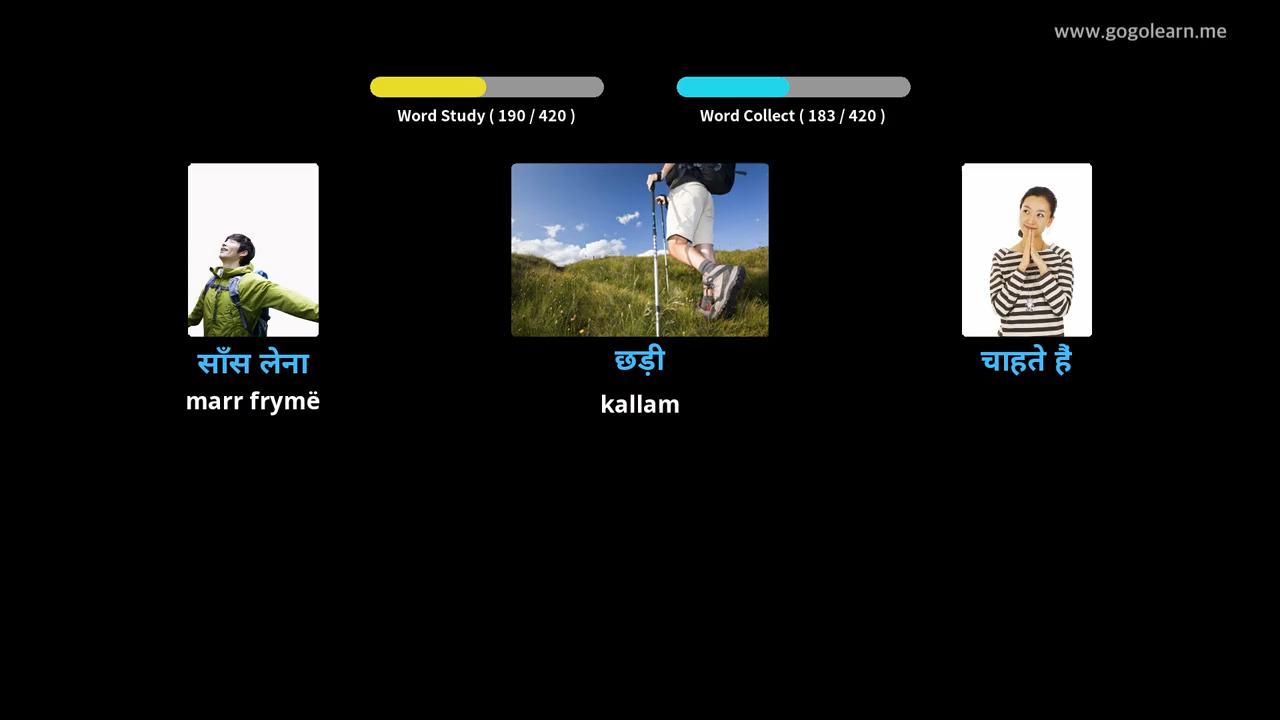 www.gogolearn.me
Word Study ( 190 / 420 )
Word Collect ( 183 / 420 )
साँस लेना
छड़ी
चाहते हैं
marr frymë
kallam